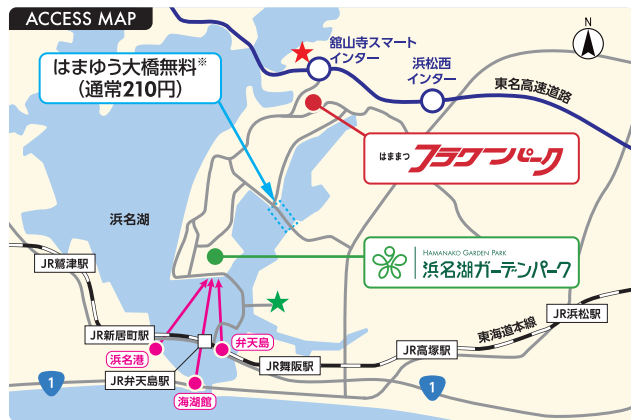 ACCESS MAP
N
舘山寺スマート
インター
浜松西
インター
東名高速道路
はまゆう大橋無料※
（通常210円）
はままつ
フラワーパーク
浜名湖
HAMANAKO GARDEN PARK
浜名湖ガーデンパーク
JR鷲津駅
JR新居町駅
浜名港
弁天島
JR弁天島駅
海湖館
JR舞阪駅
JR高塚駅
東海道本線
JR浜松駅
1
1